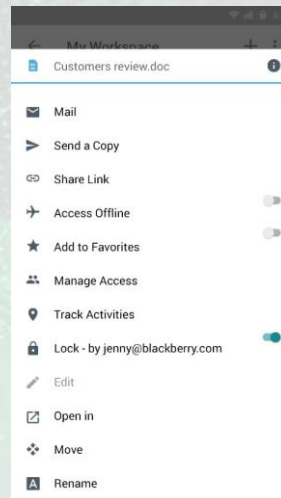 My Workspace
Customers review.doc
Mail
Send a Copy
Share Link
Access Offline
Add to Favorites
Manage Access
Track Activities
Lock - by jenny@blackberry.com
Edit
Open in
Move
Rename